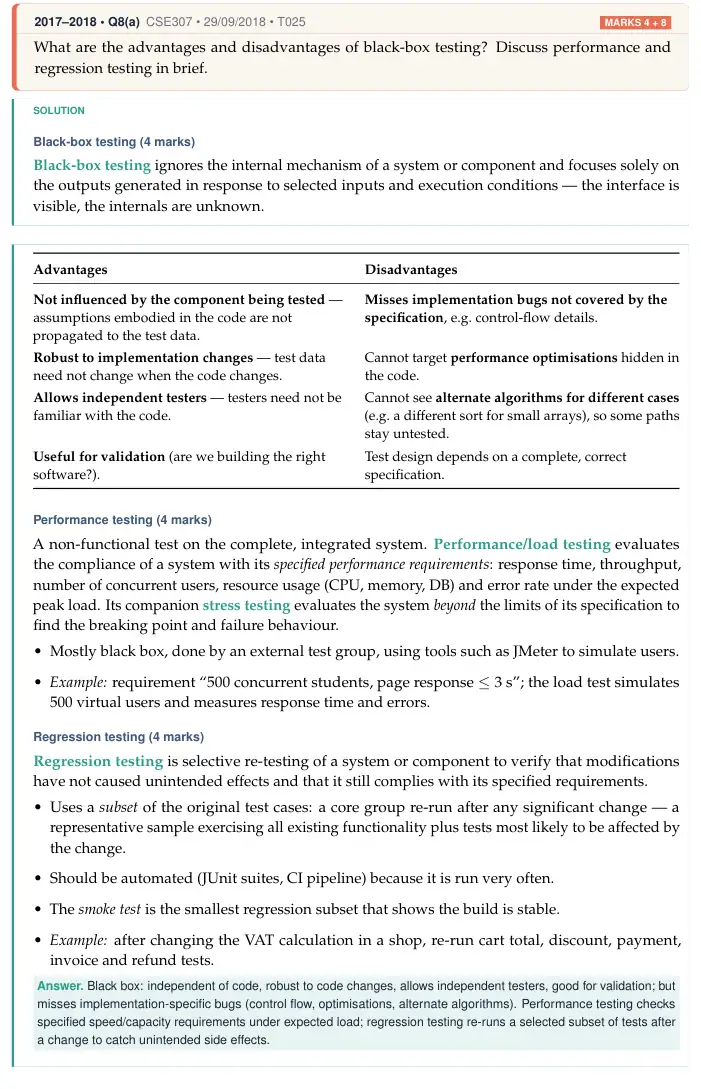 2017–2018 • Q8(a) CSE307 • 29/09/2018 • T025
MARKS 4 + 8
What are the advantages and disadvantages of black-box testing? Discuss performance and
regression testing in brief.
SOLUTION
Black-box testing (4 marks)
Black-box testing ignores the internal mechanism of a system or component and focuses solely on
the outputs generated in response to selected inputs and execution conditions — the interface is
visible, the internals are unknown.
Advantages
Disadvantages
Not influenced by the component being tested —
assumptions embodied in the code are not
propagated to the test data.
Misses implementation bugs not covered by the
specification, e.g. control-flow details.
Robust to implementation changes — test data
need not change when the code changes.
Cannot target performance optimisations hidden in
the code.
Allows independent testers — testers need not be
familiar with the code.
Cannot see alternate algorithms for different cases
(e.g. a different sort for small arrays), so some paths
stay untested.
Useful for validation (are we building the right
software?).
Test design depends on a complete, correct
specification.
Performance testing (4 marks)
A non-functional test on the complete, integrated system. Performance/load testing evaluates
the compliance of a system with its specified performance requirements: response time, throughput,
number of concurrent users, resource usage (CPU, memory, DB) and error rate under the expected
peak load. Its companion stress testing evaluates the system beyond the limits of its specification to
find the breaking point and failure behaviour.
• Mostly black box, done by an external test group, using tools such as JMeter to simulate users.
• Example: requirement “500 concurrent students, page response ≤ 3 s”; the load test simulates
500 virtual users and measures response time and errors.
Regression testing (4 marks)
Regression testing is selective re-testing of a system or component to verify that modifications
have not caused unintended effects and that it still complies with its specified requirements.
• Uses a subset of the original test cases: a core group re-run after any significant change — a
representative sample exercising all existing functionality plus tests most likely to be affected by
the change.
• Should be automated (JUnit suites, CI pipeline) because it is run very often.
• The smoke test is the smallest regression subset that shows the build is stable.
• Example: after changing the VAT calculation in a shop, re-run cart total, discount, payment,
invoice and refund tests.
Answer. Black box: independent of code, robust to code changes, allows independent testers, good for validation; but
misses implementation-specific bugs (control flow, optimisations, alternate algorithms). Performance testing checks
specified speed/capacity requirements under expected load; regression testing re-runs a selected subset of tests after
a change to catch unintended side effects.